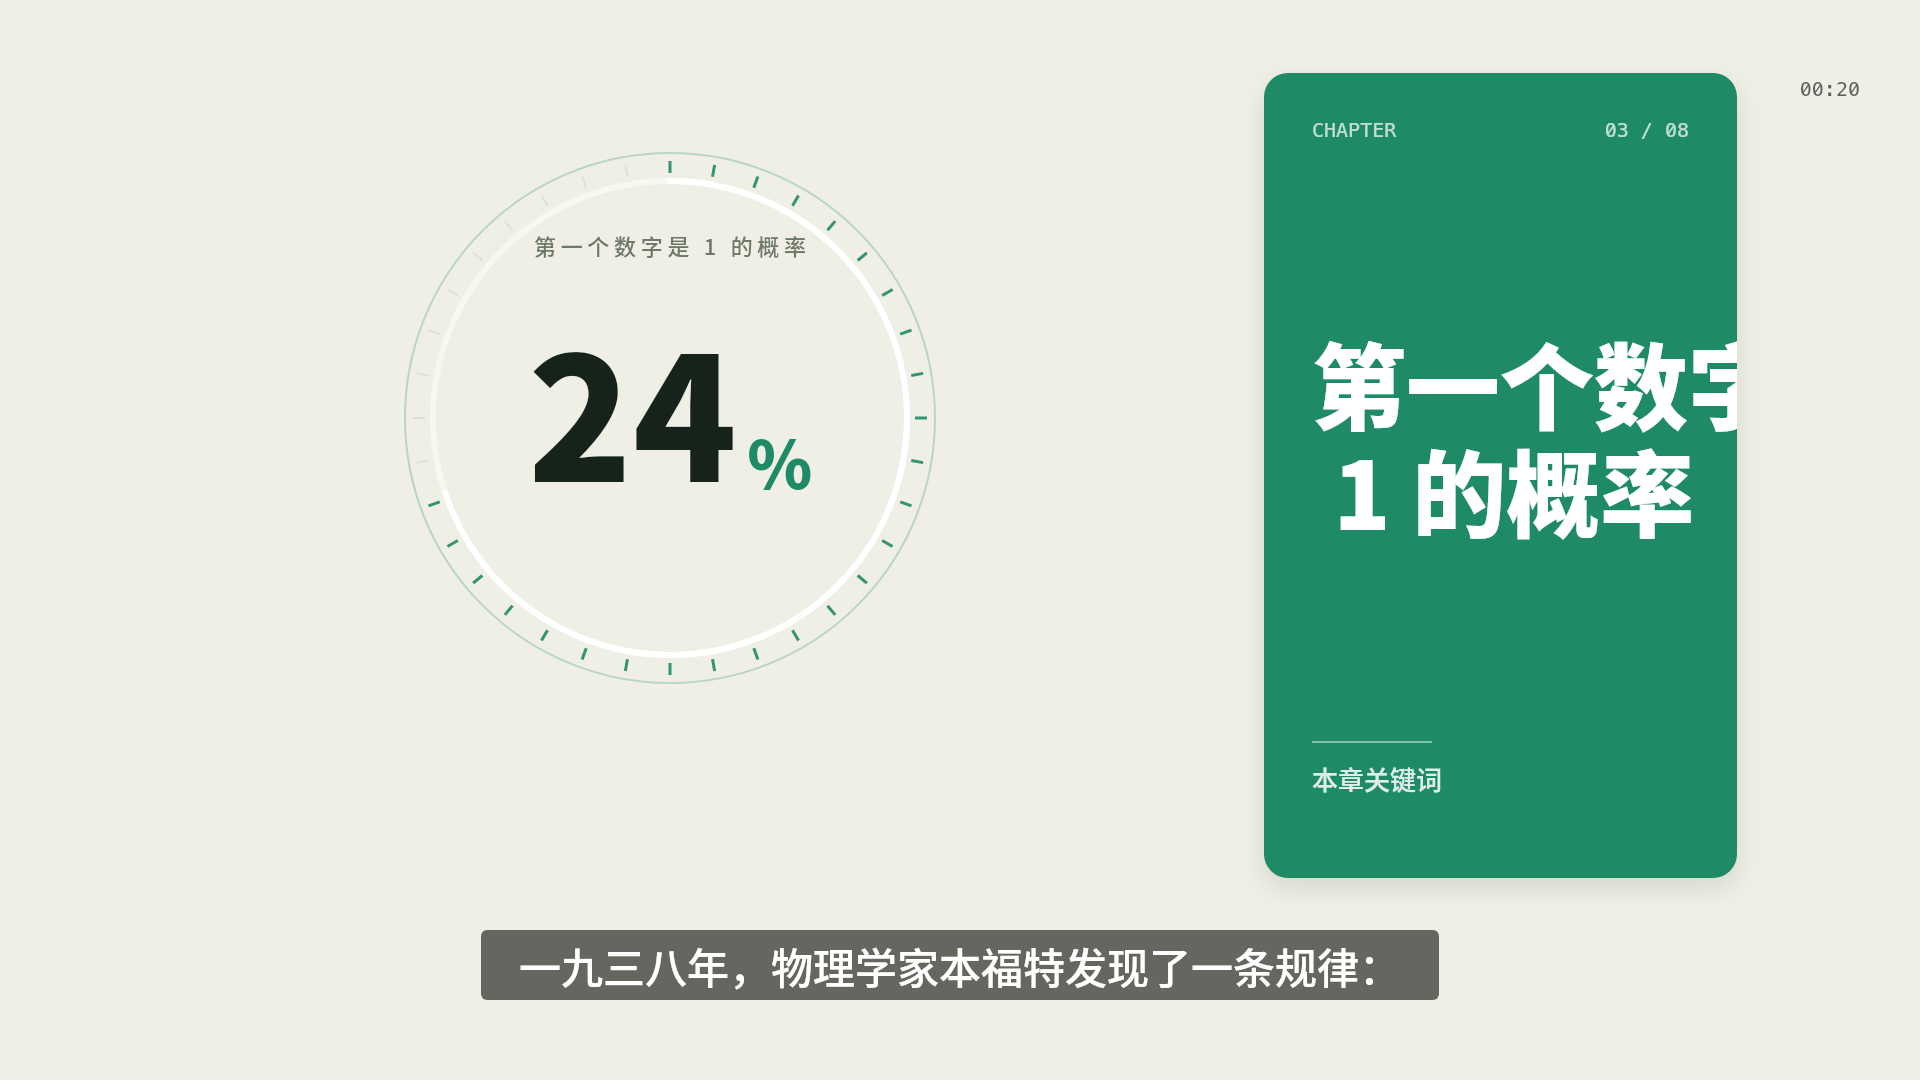 00:20
CHAPTER 03 / 08
第一个数字是 1 的概率
24%
第一个数字
1 的概率
本章关键词
一九三八年，物理学家本福特发现了一条规律：